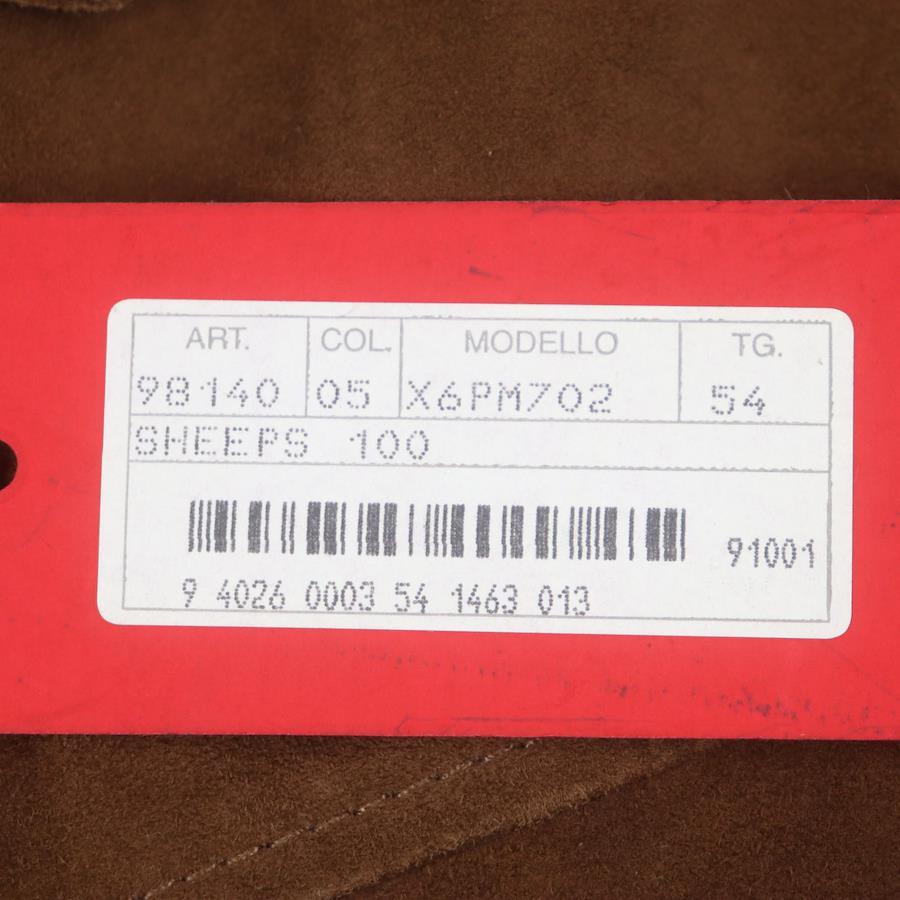 ART. COL. MODELLO TG.
98140 05 X6PM702 54
SHEEPS 100
91001
9 4026 0003 54 1463 013